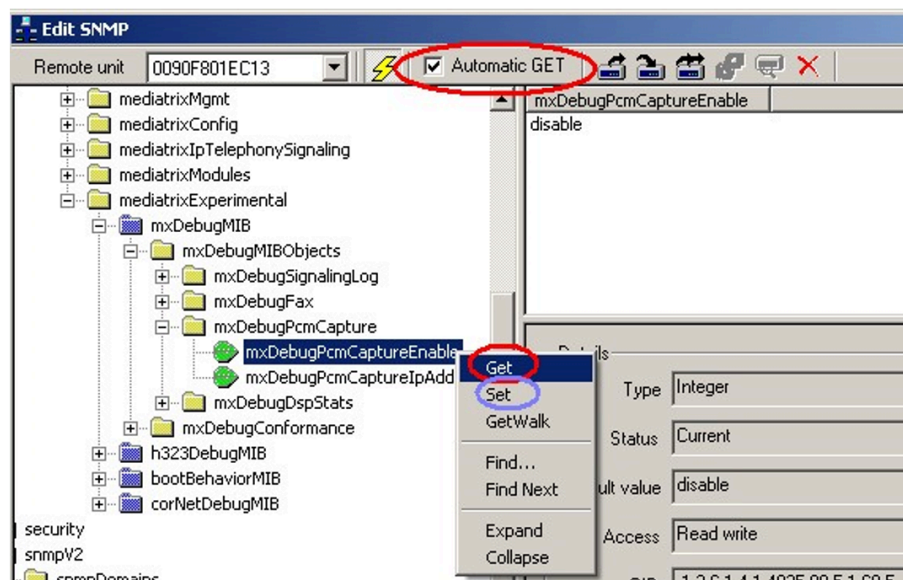 Edit SNMP
Remote unit 0090F801EC13 Automatic GET
mediatrixMgmt
mediatrixConfig
mediatrixIpTelephonySignaling
mediatrixModules
mediatrixExperimental
mxDebugMIB
mxDebugMIBObjects
mxDebugSignalingLog
mxDebugFax
mxDebugPcmCapture
mxDebugPcmCaptureEnable
mxDebugPcmCaptureIpAdd
mxDebugDspStats
mxDebugConformance
h323DebugMIB
bootBehaviorMIB
corNetDebugMIB
security
snmpV2
snmpDomains
Get
Set
GetWalk
Find...
Find Next
Expand
Collapse
mxDebugPcmCaptureEnable
disable
Type Integer
Status Current
ult value disable
Access Read write